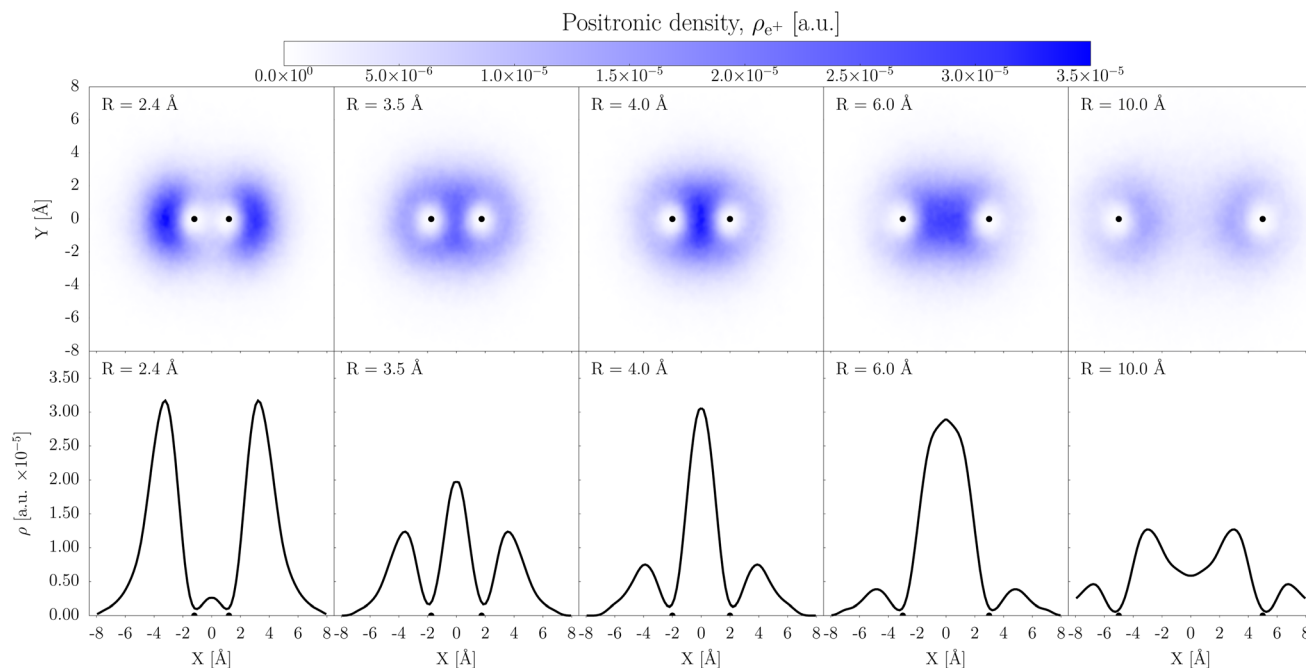 Positronic density, ρe+ [a.u.]
0.0×10⁰ 5.0×10⁻⁶ 1.0×10⁻⁵ 1.5×10⁻⁵ 2.0×10⁻⁵ 2.5×10⁻⁵ 3.0×10⁻⁵ 3.5×10⁻⁵
R = 2.4 Å R = 3.5 Å R = 4.0 Å R = 6.0 Å R = 10.0 Å
8
6
4
2
0
-2
-4
-6
-8
Y [Å]
R = 2.4 Å R = 3.5 Å R = 4.0 Å R = 6.0 Å R = 10.0 Å
3.50
3.00
2.50
2.00
1.50
1.00
0.50
0.00
ρ [a.u. ×10⁻⁵]
-8 -6 -4 -2 0 2 4 6 8 -8 -6 -4 -2 0 2 4 6 8 -8 -6 -4 -2 0 2 4 6 8 -8 -6 -4 -2 0 2 4 6 8 -8 -6 -4 -2 0 2 4 6 8
X [Å] X [Å] X [Å] X [Å] X [Å]